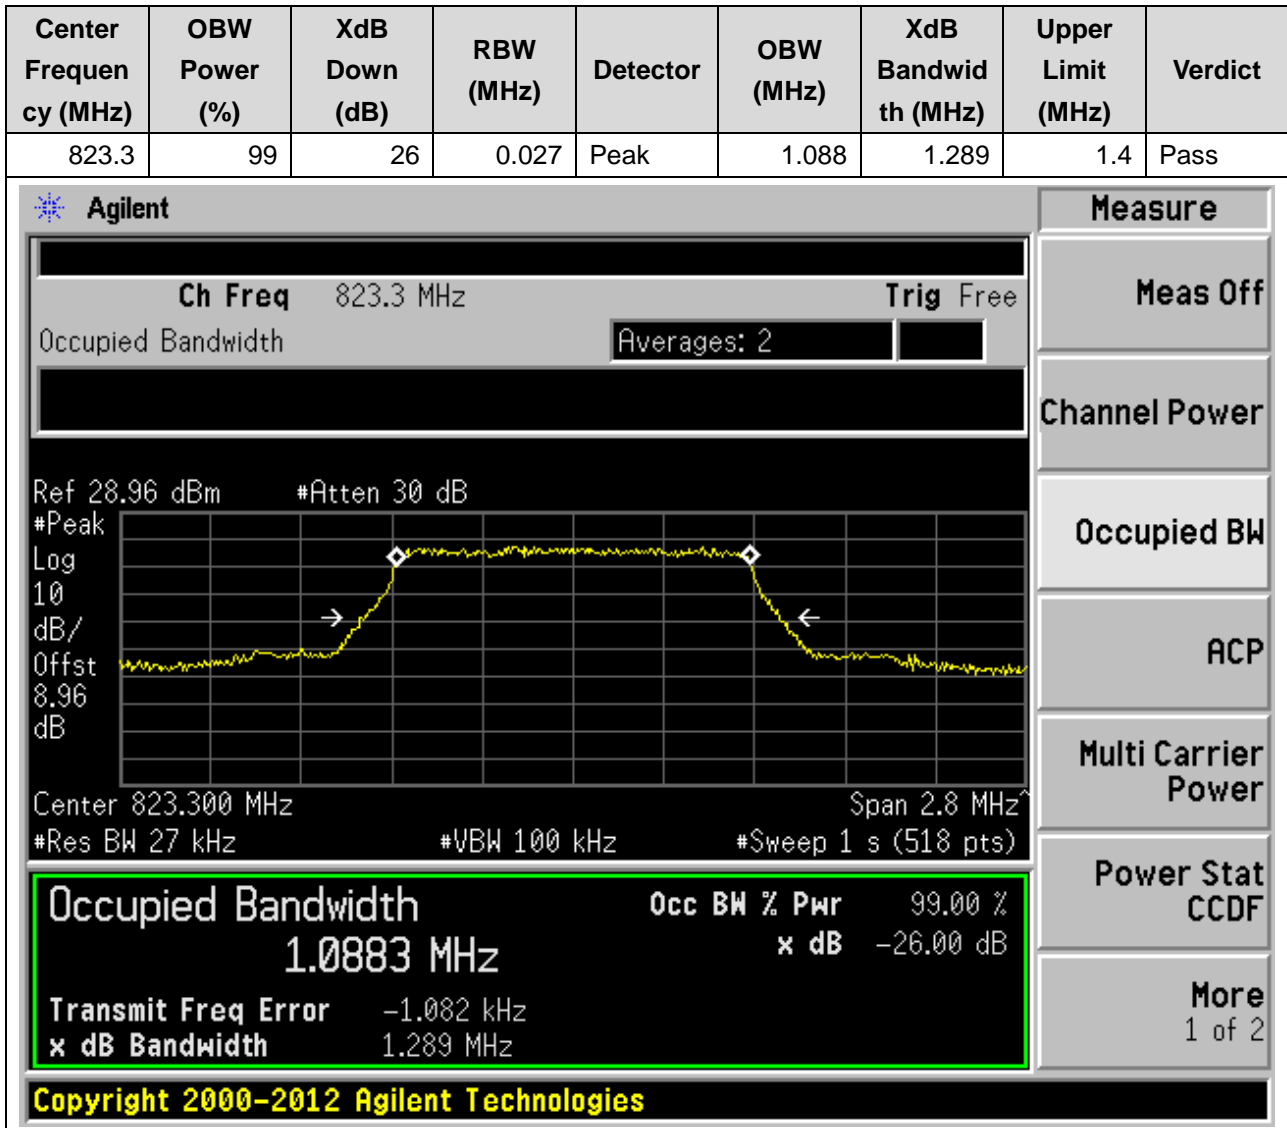 Center Frequen cy (MHz) OBW Power (%) XdB Down (dB) RBW (MHz) Detector OBW (MHz) XdB Bandwid th (MHz) Upper Limit (MHz) Verdict
823.3 99 26 0.027 Peak 1.088 1.289 1.4 Pass
Agilent
Measure
Ch Freq 823.3 MHz Trig Free
Occupied Bandwidth Averages: 2
Meas Off
Channel Power
Occupied BW
ACP
Multi Carrier
Power
Power Stat
CCDF
More
1 of 2
Ref 28.96 dBm #Atten 30 dB
#Peak
Log
10
dB/
Offst
8.96
dB
Center 823.300 MHz Span 2.8 MHz^
#Res BW 27 kHz #VBW 100 kHz #Sweep 1 s (518 pts)
Occupied Bandwidth Occ BW % Pwr 99.00 %
1.0883 MHz x dB -26.00 dB
Transmit Freq Error -1.082 kHz
x dB Bandwidth 1.289 MHz
Copyright 2000-2012 Agilent Technologies